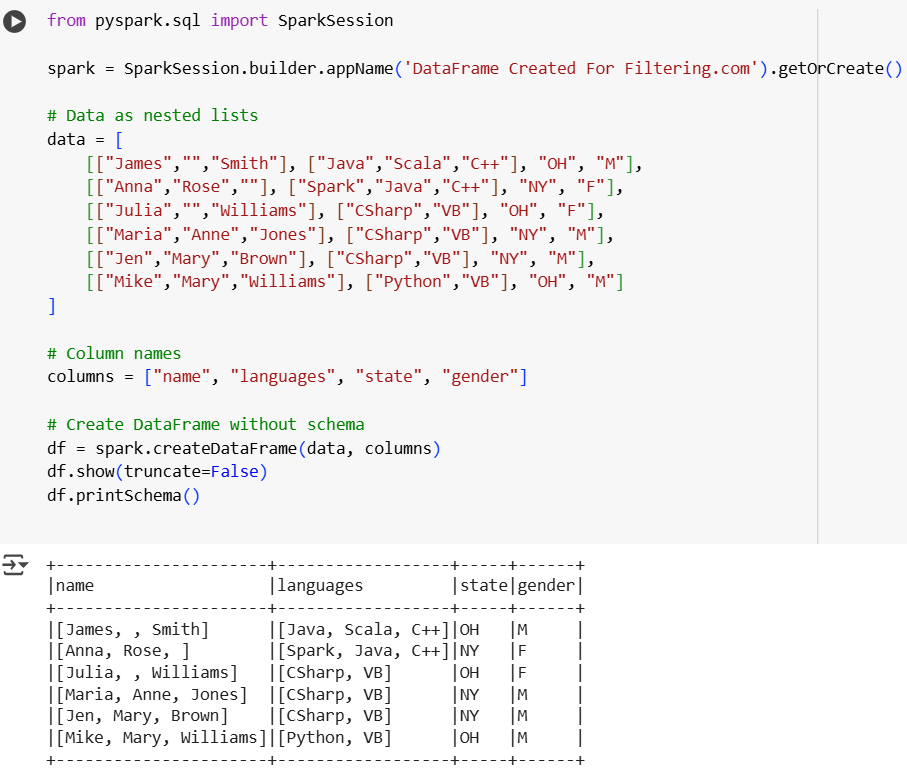 from pyspark.sql import SparkSession

spark = SparkSession.builder.appName('DataFrame Created For Filtering.com').getOrCreate()

# Data as nested lists
data = [
    [["James","","Smith"], ["Java","Scala","C++"], "OH", "M"],
    [["Anna","Rose",""], ["Spark","Java","C++"], "NY", "F"],
    [["Julia","","Williams"], ["CSharp","VB"], "OH", "F"],
    [["Maria","Anne","Jones"], ["CSharp","VB"], "NY", "M"],
    [["Jen","Mary","Brown"], ["CSharp","VB"], "NY", "M"],
    [["Mike","Mary","Williams"], ["Python","VB"], "OH", "M"]
]

# Column names
columns = ["name", "languages", "state", "gender"]

# Create DataFrame without schema
df = spark.createDataFrame(data, columns)
df.show(truncate=False)
df.printSchema()

+----------------------+------------------+-----+------+
|name                  |languages         |state|gender|
+----------------------+------------------+-----+------+
|[James, , Smith]      |[Java, Scala, C++]|OH   |M     |
|[Anna, Rose, ]        |[Spark, Java, C++]|NY   |F     |
|[Julia, , Williams]   |[CSharp, VB]      |OH   |F     |
|[Maria, Anne, Jones]  |[CSharp, VB]      |NY   |M     |
|[Jen, Mary, Brown]    |[CSharp, VB]      |NY   |M     |
|[Mike, Mary, Williams]|[Python, VB]      |OH   |M     |
+----------------------+------------------+-----+------+